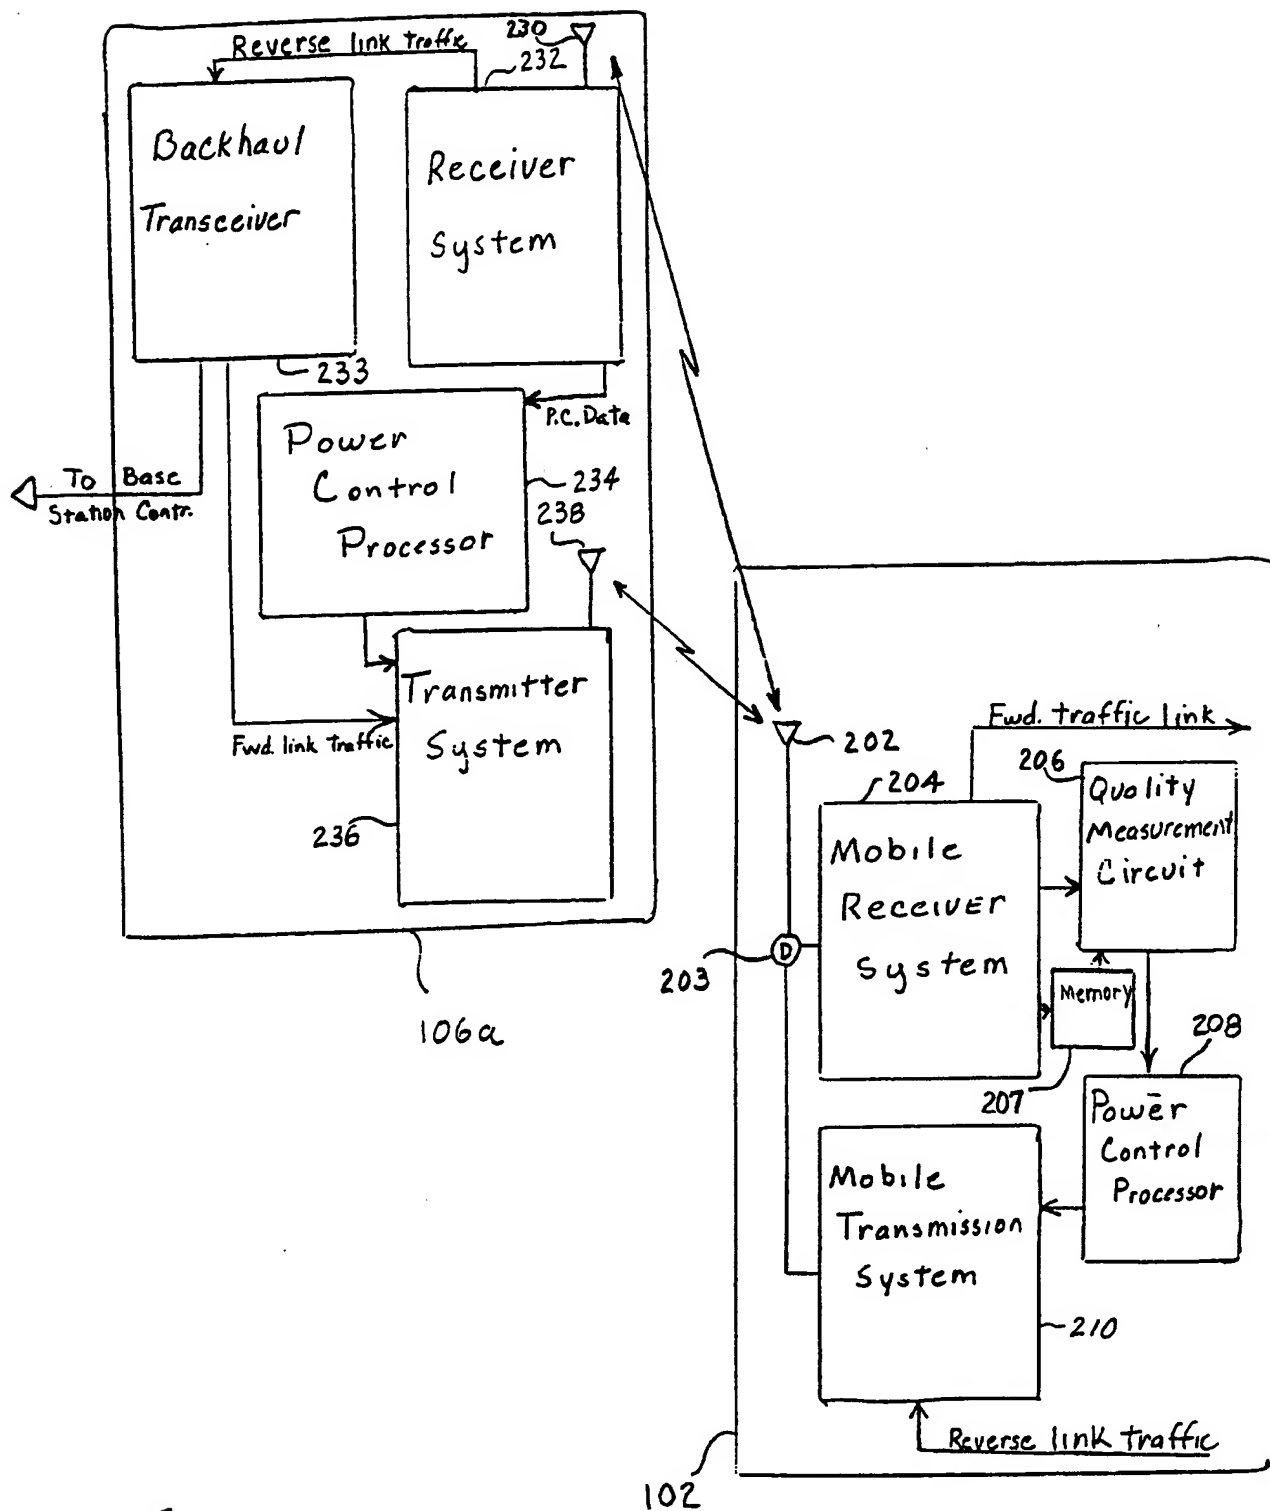 230
Reverse link traffic
232
Backhaul
Transceiver
Receiver
System
233
P.C. Data
Power
Control
Processor
234
238
To Base
Station Contr.
Transmitter
System
Fwd. link traffic
236
106a
Fwd. traffic link
202
206
204
Quality
Measurement
Circuit
Mobile
Receiver
System
203
D
Memory
207
208
Power
Control
Processor
Mobile
Transmission
System
210
Reverse link traffic
102